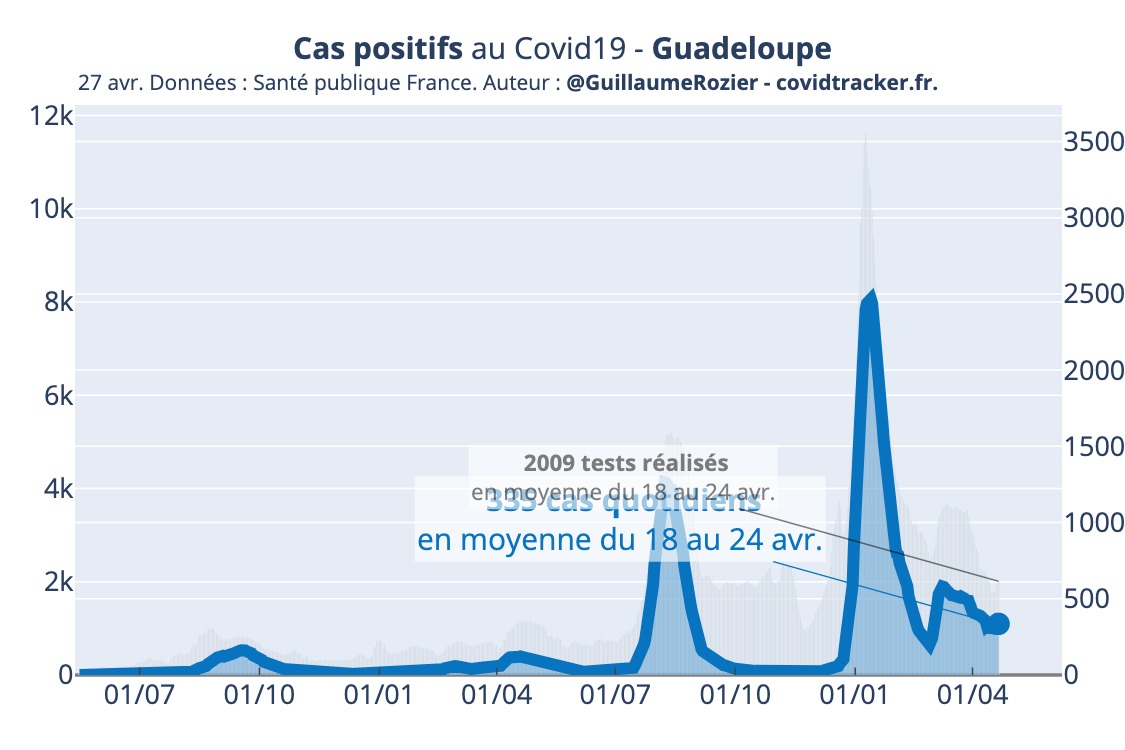 Cas positifs au Covid19 - Guadeloupe
27 avr. Données : Santé publique France. Auteur : @GuillaumeRozier - covidtracker.fr.
12k
10k
8k
6k
4k
2k
0
3500
3000
2500
2000
1500
1000
500
0
2009 tests réalisés
en moyenne du 18 au 24 avr.
335 cas quotidiens
en moyenne du 18 au 24 avr.
01/07 01/10 01/01 01/04 01/07 01/10 01/01 01/04